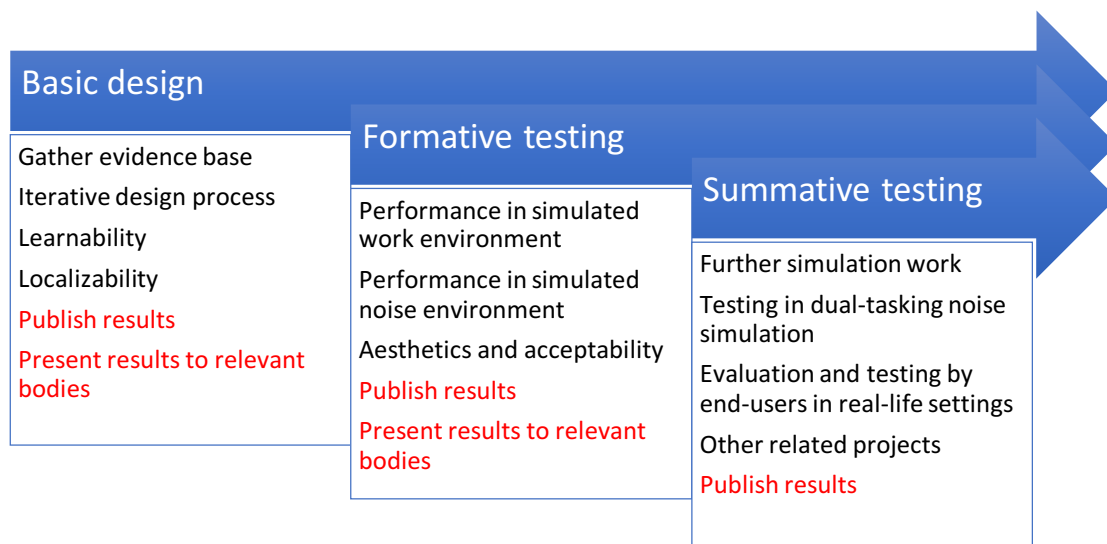 Basic design
Gather evidence base
Iterative design process
Learnability
Localizability
Publish results
Present results to relevant
bodies
Formative testing
Performance in simulated
work environment
Performance in simulated
noise environment
Aesthetics and acceptability
Publish results
Present results to relevant
bodies
Summative testing
Further simulation work
Testing in dual-tasking noise
simulation
Evaluation and testing by
end-users in real-life settings
Other related projects
Publish results